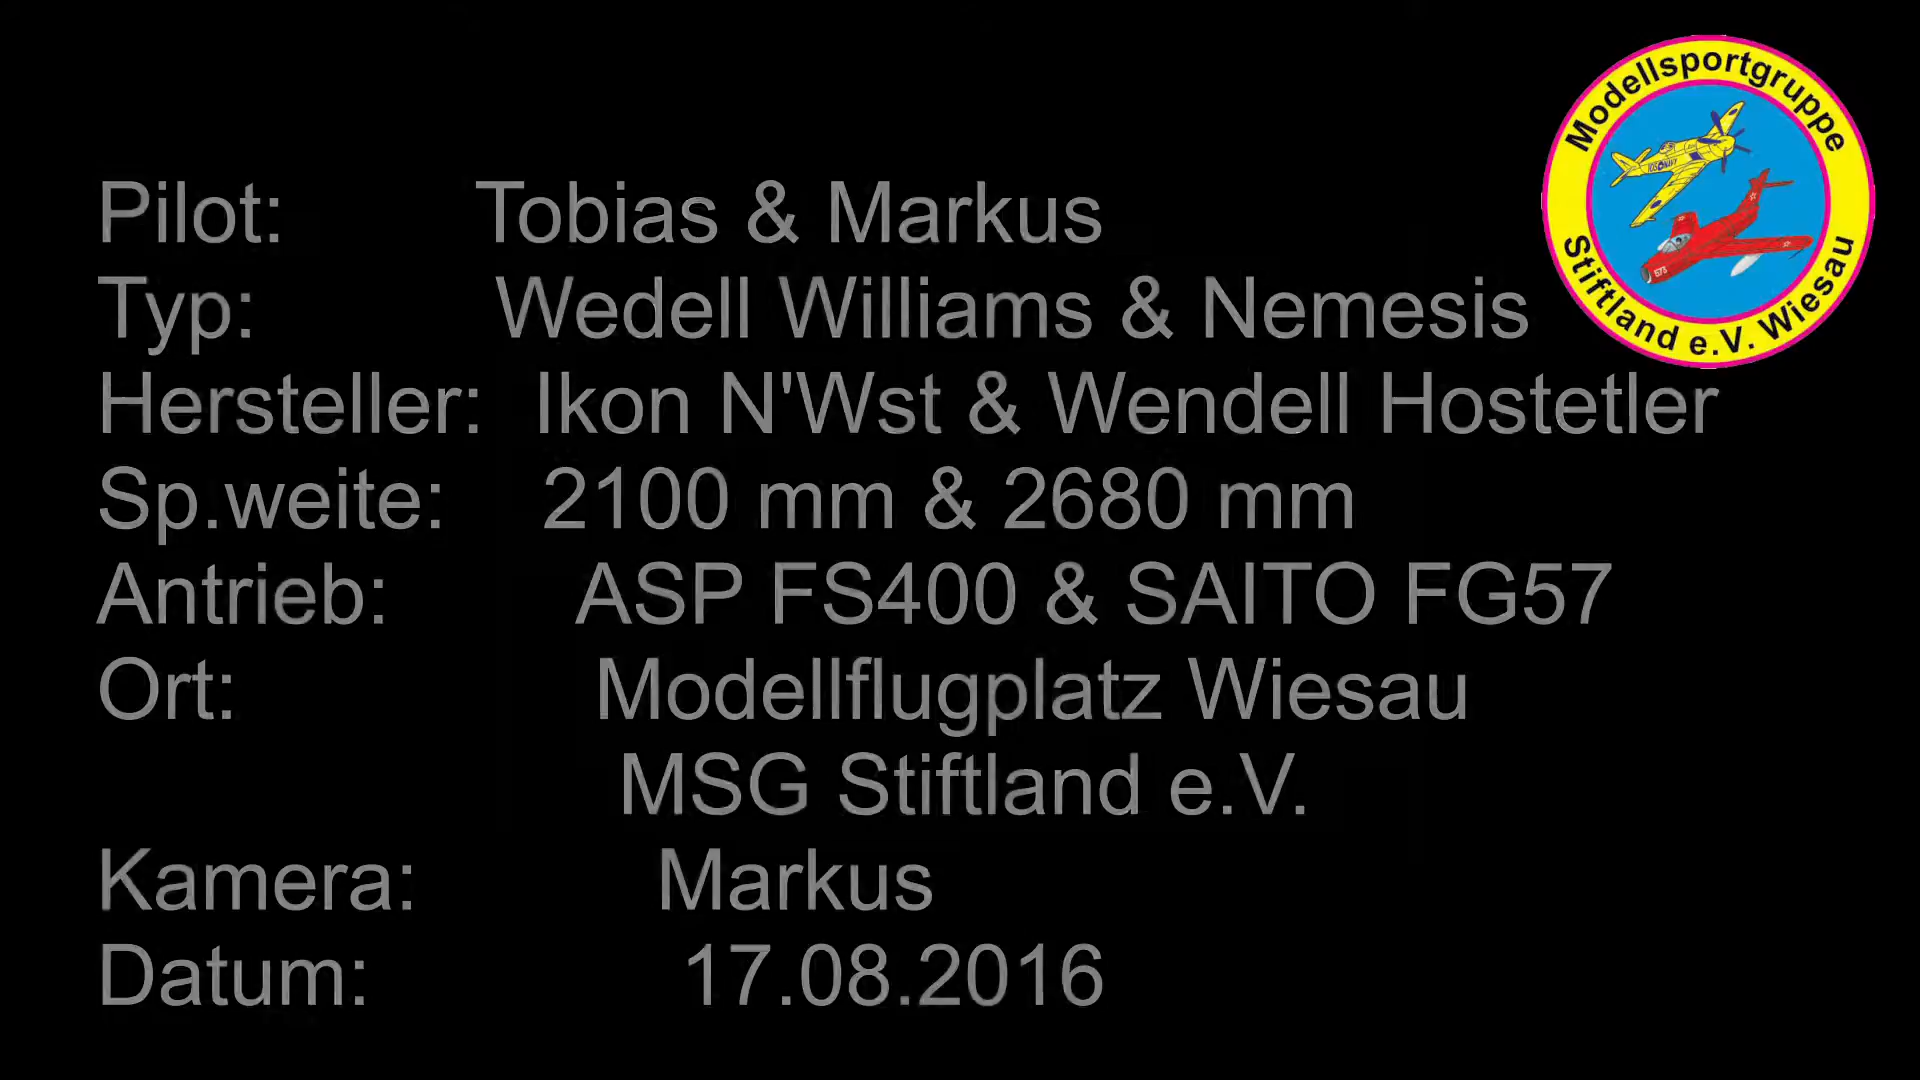 Modellsportgruppe
Stiftland e.V. Wiesau
Pilot: Tobias & Markus
Typ: Wedell Williams & Nemesis
Hersteller: Ikon N'Wst & Wendell Hostetler
Sp.weite: 2100 mm & 2680 mm
Antrieb: ASP FS400 & SAITO FG57
Ort: Modellflugplatz Wiesau
MSG Stiftland e.V.
Kamera: Markus
Datum: 17.08.2016